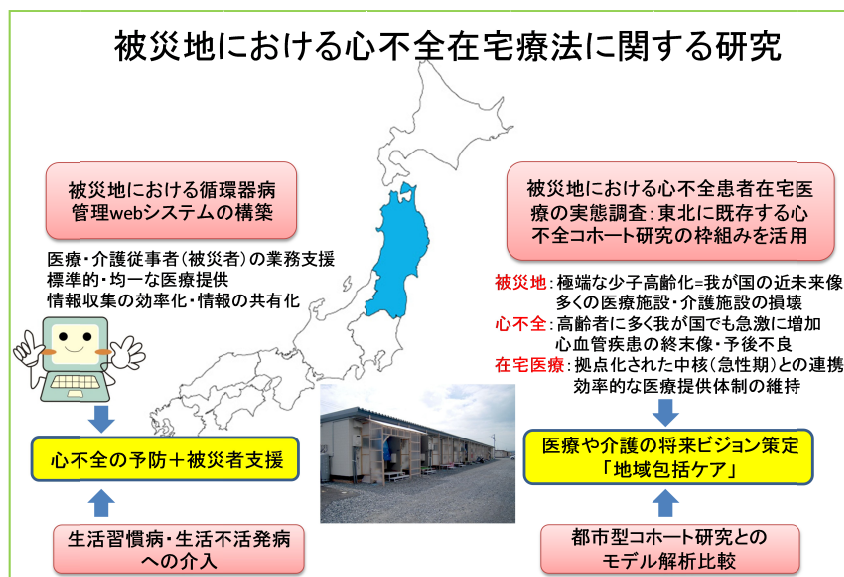 被災地における心不全在宅療法に関する研究
被災地における循環器病
管理webシステムの構築
医療・介護従事者(被災者)の業務支援
標準的・均一な医療提供
情報収集の効率化・情報の共有化
心不全の予防＋被災者支援
生活習慣病・生活不活発病
への介入
被災地における心不全患者在宅医
療の実態調査：東北に既存する心
不全コホート研究の枠組みを活用
被災地：極端な少子高齢化=我が国の近未来像
多くの医療施設・介護施設の損壊
心不全：高齢者に多く我が国でも急激に増加
心血管疾患の終末像・予後不良
在宅医療：拠点化された中核(急性期)との連携
効率的な医療提供体制の維持
医療や介護の将来ビジョン策定
「地域包括ケア」
都市型コホート研究との
モデル解析比較